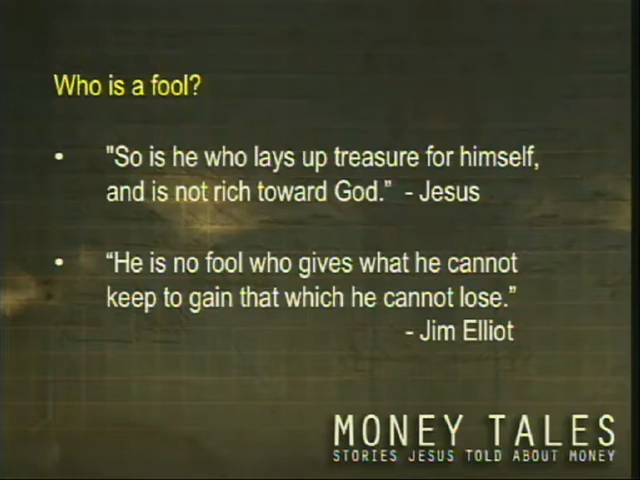 Who is a fool?
• "So is he who lays up treasure for himself,
and is not rich toward God.” - Jesus
• “He is no fool who gives what he cannot
keep to gain that which he cannot lose.”
- Jim Elliot
MONEY TALES
STORIES JESUS TOLD ABOUT MONEY